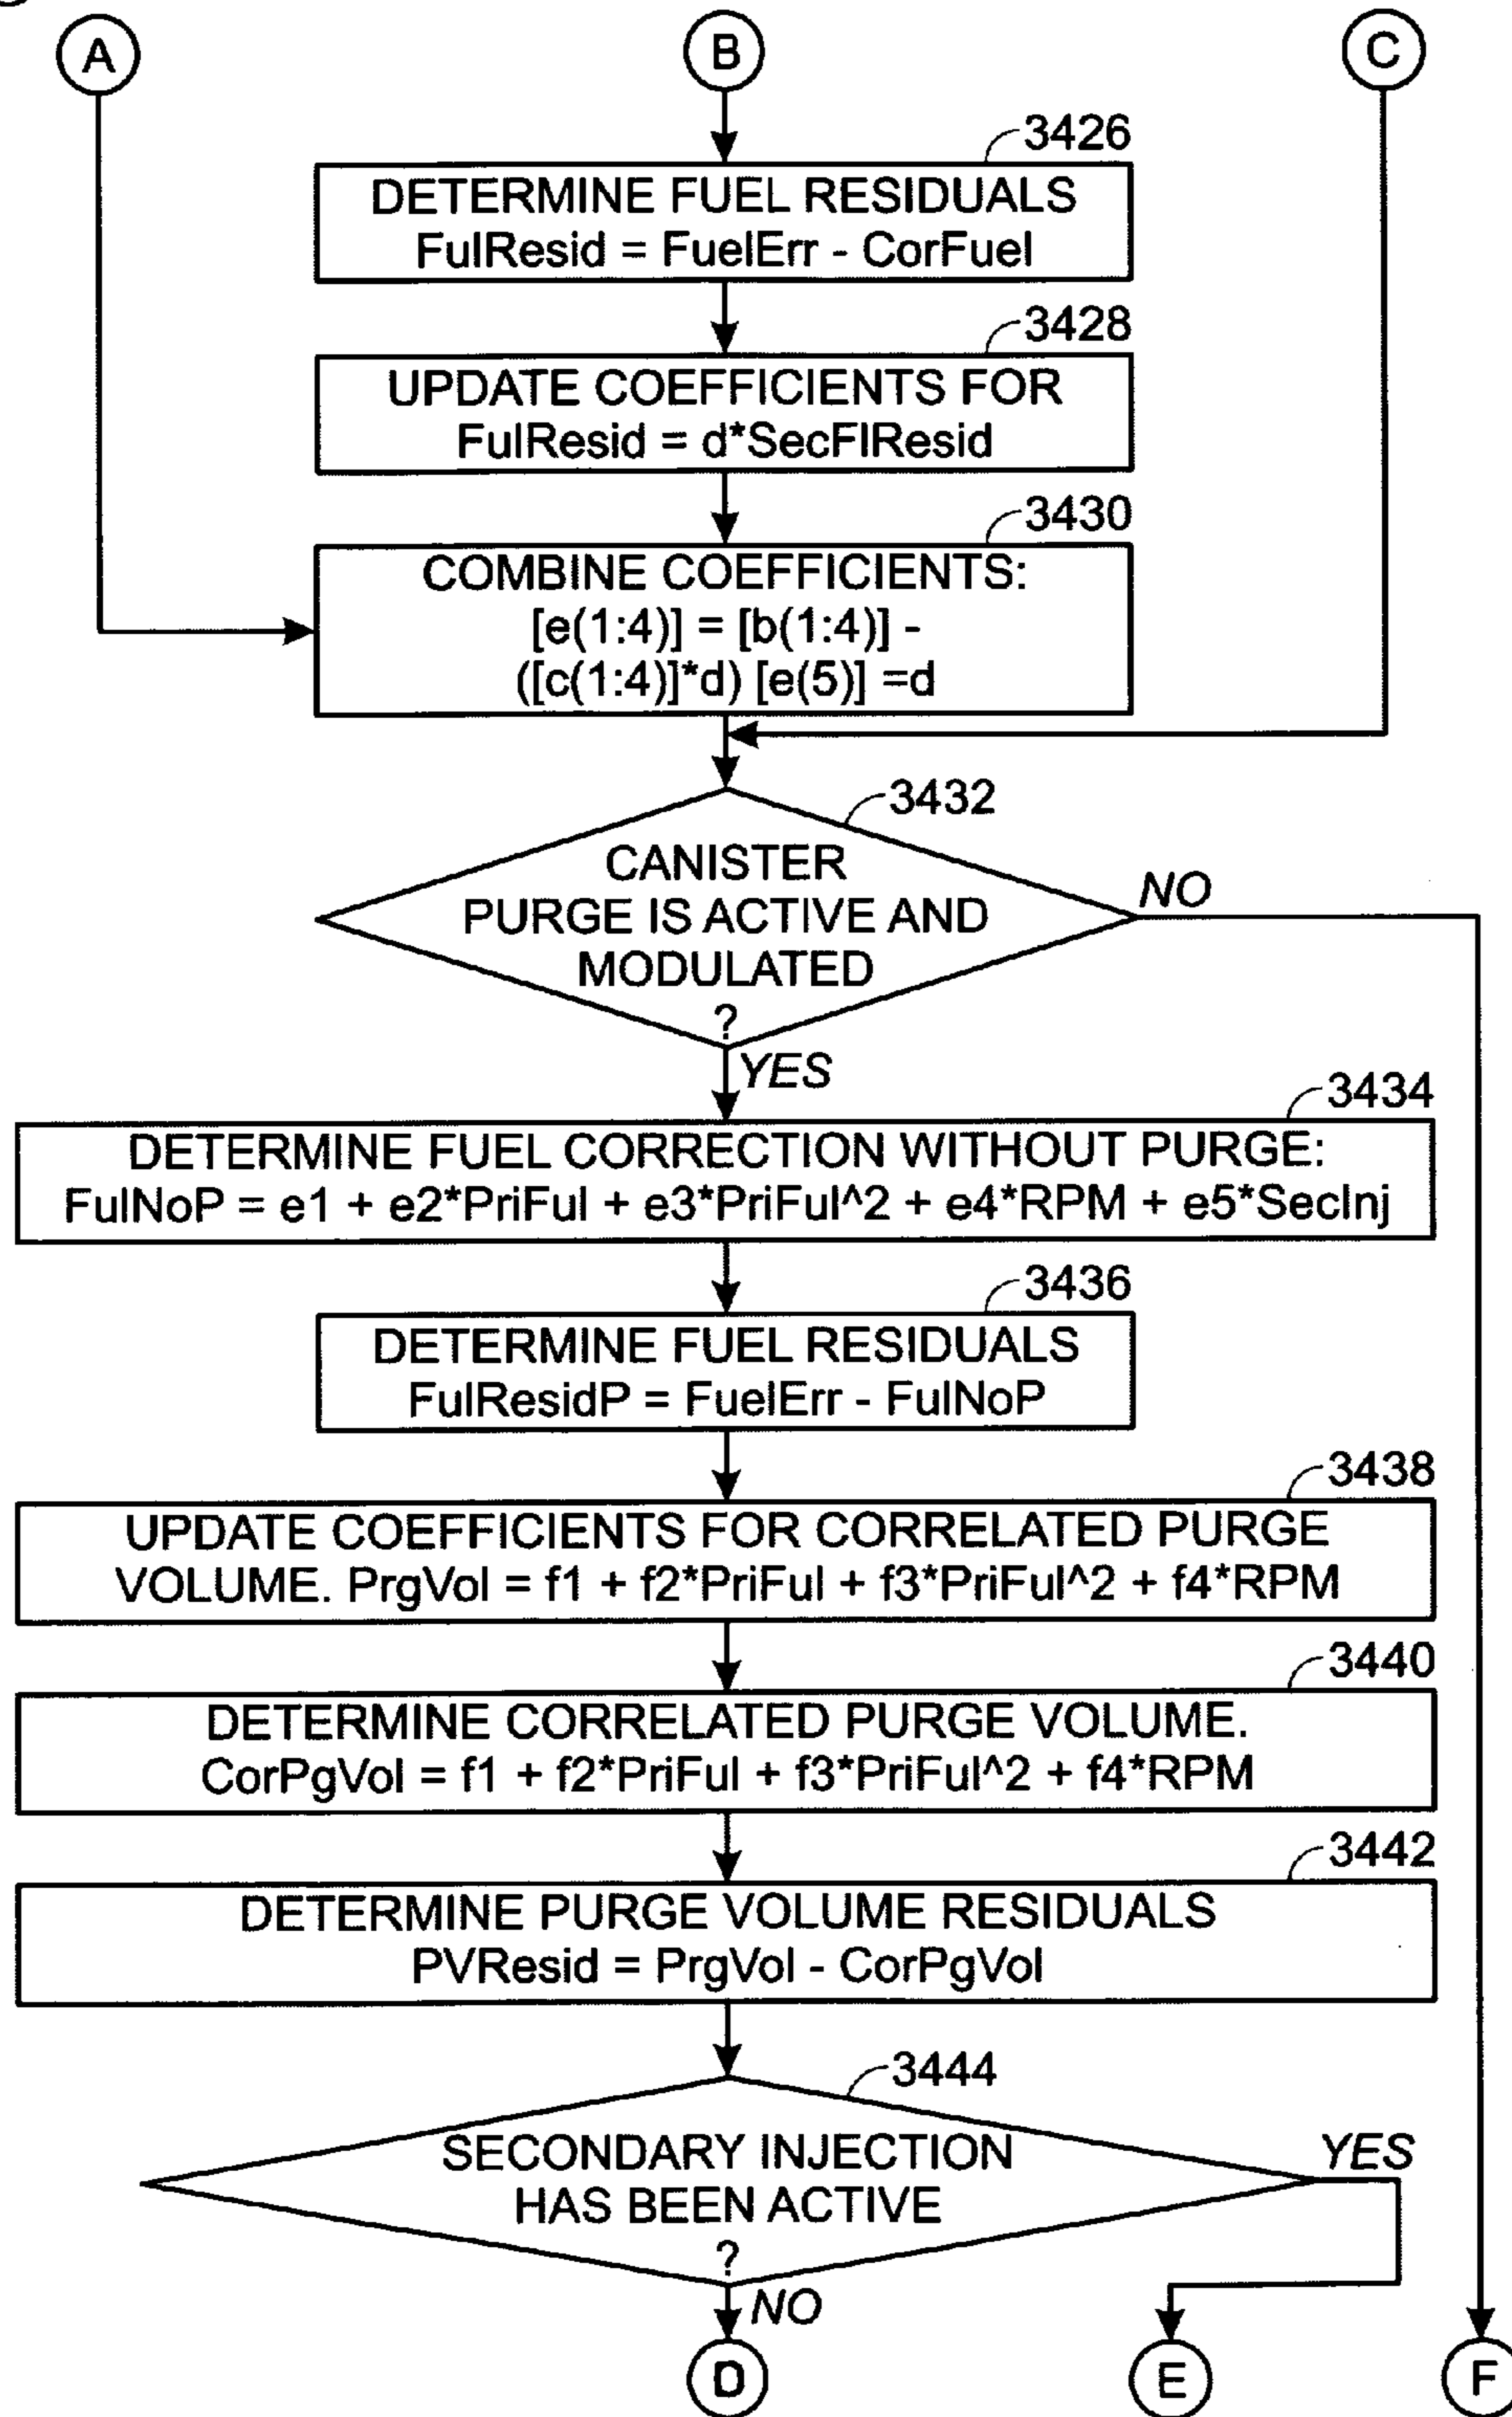 A
B
C
3426
DETERMINE FUEL RESIDUALS
FulResid = FuelErr - CorFuel
3428
UPDATE COEFFICIENTS FOR
FulResid = d*SecFlResid
3430
COMBINE COEFFICIENTS:
[e(1:4)] = [b(1:4)] -
([c(1:4)]*d) [e(5)] =d
3432
CANISTER
PURGE IS ACTIVE AND
MODULATED
?
NO
YES
3434
DETERMINE FUEL CORRECTION WITHOUT PURGE:
FulNoP = e1 + e2*PriFul + e3*PriFul^2 + e4*RPM + e5*SecInj
3436
DETERMINE FUEL RESIDUALS
FulResidP = FuelErr - FulNoP
3438
UPDATE COEFFICIENTS FOR CORRELATED PURGE
VOLUME. PrgVol = f1 + f2*PriFul + f3*PriFul^2 + f4*RPM
3440
DETERMINE CORRELATED PURGE VOLUME.
CorPgVol = f1 + f2*PriFul + f3*PriFul^2 + f4*RPM
3442
DETERMINE PURGE VOLUME RESIDUALS
PVResid = PrgVol - CorPgVol
3444
SECONDARY INJECTION
HAS BEEN ACTIVE
?
YES
NO
D
E
F